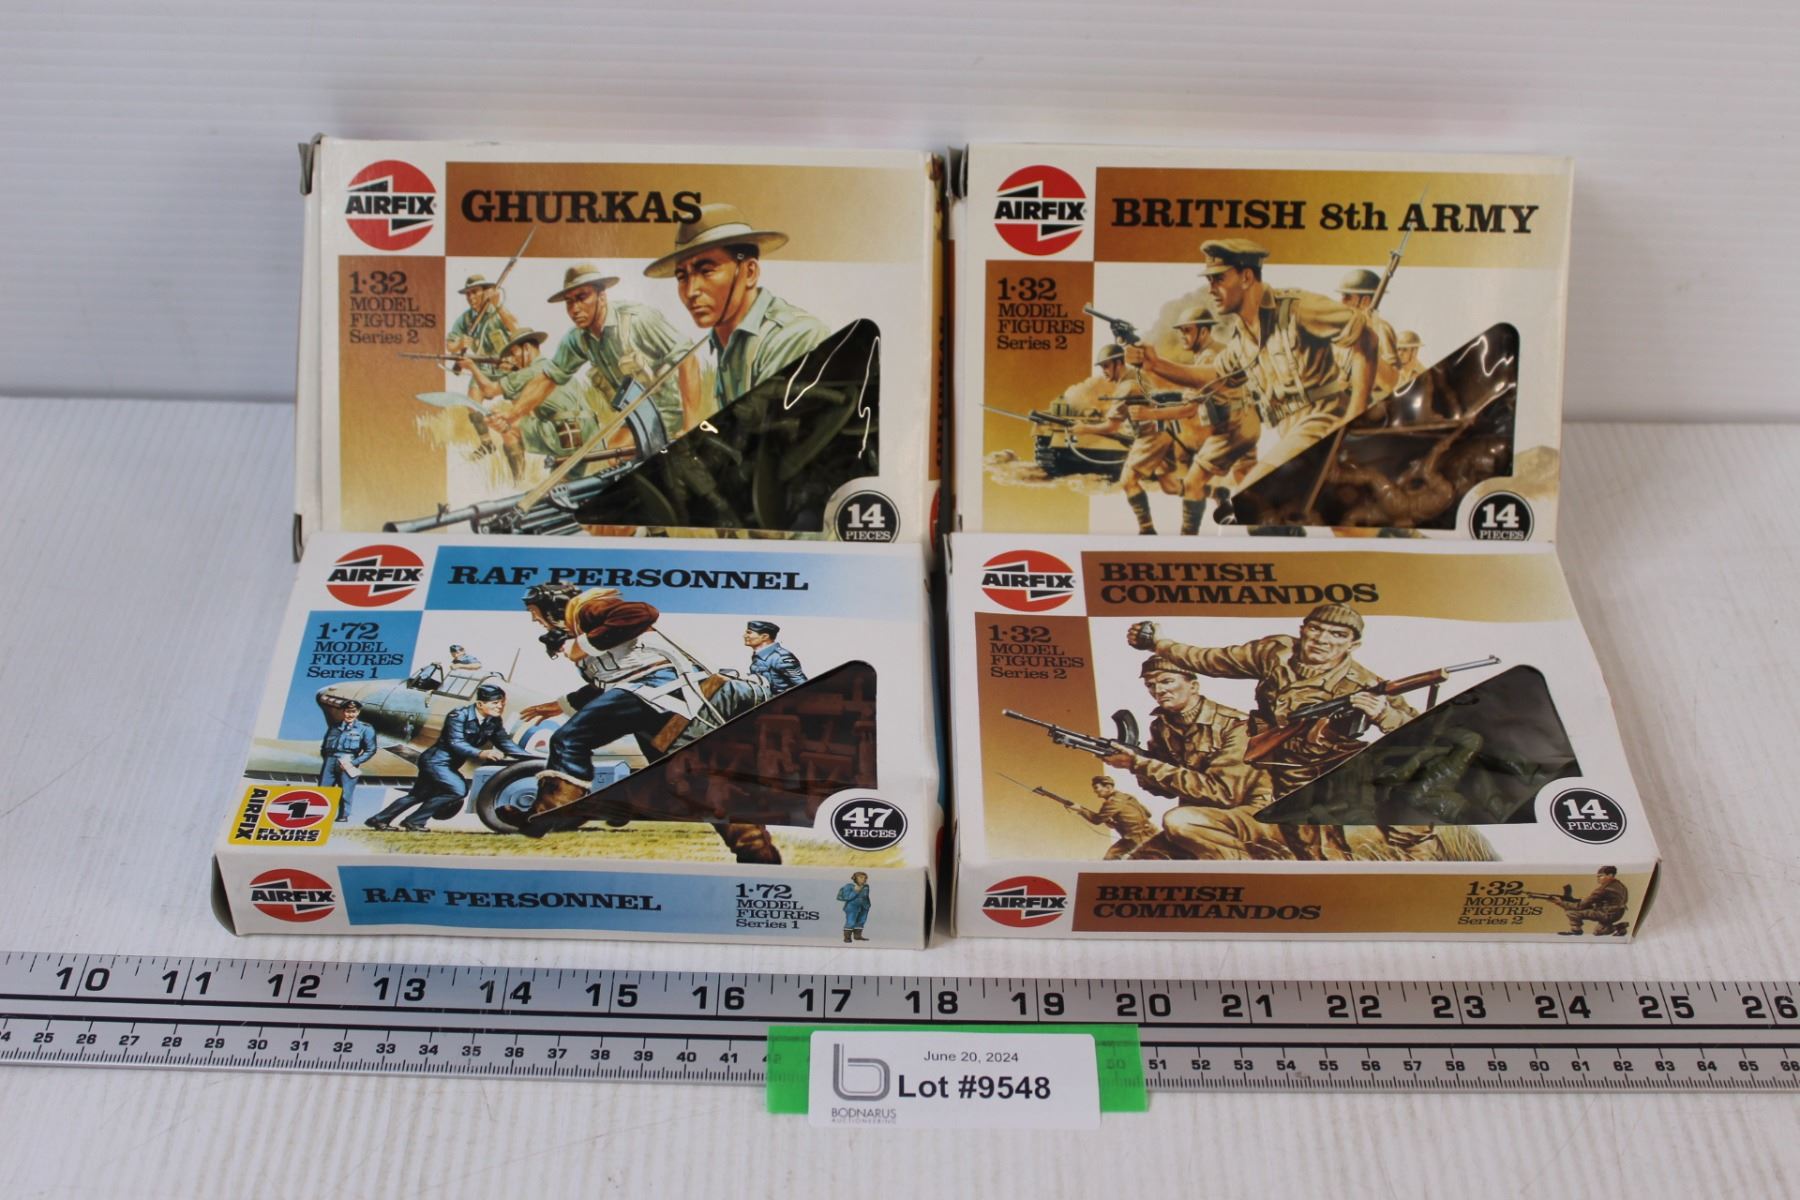 AIRFIX
GHURKAS
1·32
MODEL
FIGURES
Series 2
14
PIECES
AIRFIX
BRITISH 8th ARMY
1·32
MODEL
FIGURES
Series 2
14
PIECES
AIRFIX
RAF PERSONNEL
1·72
MODEL
FIGURES
Series 1
AIRFIX
1
FLYING
HOURS
47
PIECES
AIRFIX
RAF PERSONNEL
1·72
MODEL
FIGURES
Series 1
AIRFIX
BRITISH
COMMANDOS
1·32
MODEL
FIGURES
Series 2
14
PIECES
AIRFIX
BRITISH
COMMANDOS
1·32
MODEL
FIGURES
Series 2
10 11 12 13 14 15 16 17 18 19 20 21 22 23 24 25 26
24 25 26 27 28 29 30 31 32 33 34 35 36 37 38 39 40 41 42 50 51 52 53 54 55 56 57 58 59 60 61 62 63 64 65 66
June 20, 2024
Lot #9548
BODNARUS
AUCTIONEERING